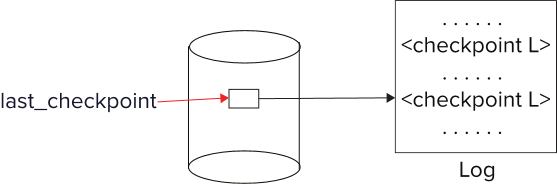 last_checkpoint
......
<checkpoint L>
......
<checkpoint L>
......
Log